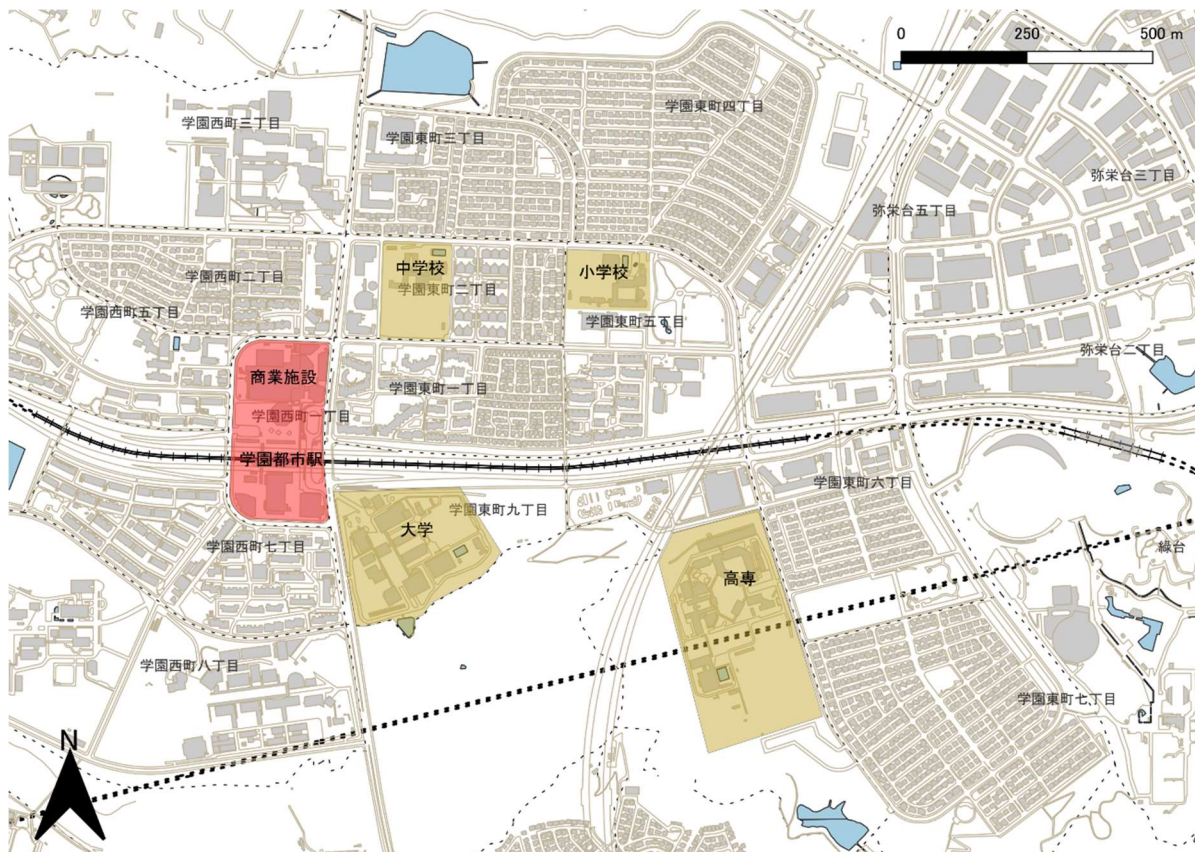 0 250 500 m
学園東町四丁目
学園西町三丁目
学園東町三丁目
弥栄台三丁目
弥栄台五丁目
中学校
小学校
学園西町二丁目
学園東町二丁目
学園西町五丁目
学園東町五丁目
弥栄台二丁目
商業施設
学園東町一丁目
学園西町一丁目
学園都市駅
学園東町六丁目
学園東町九丁目
大学
学園西町七丁目
緑台
高専
学園西町八丁目
学園東町七丁目
N